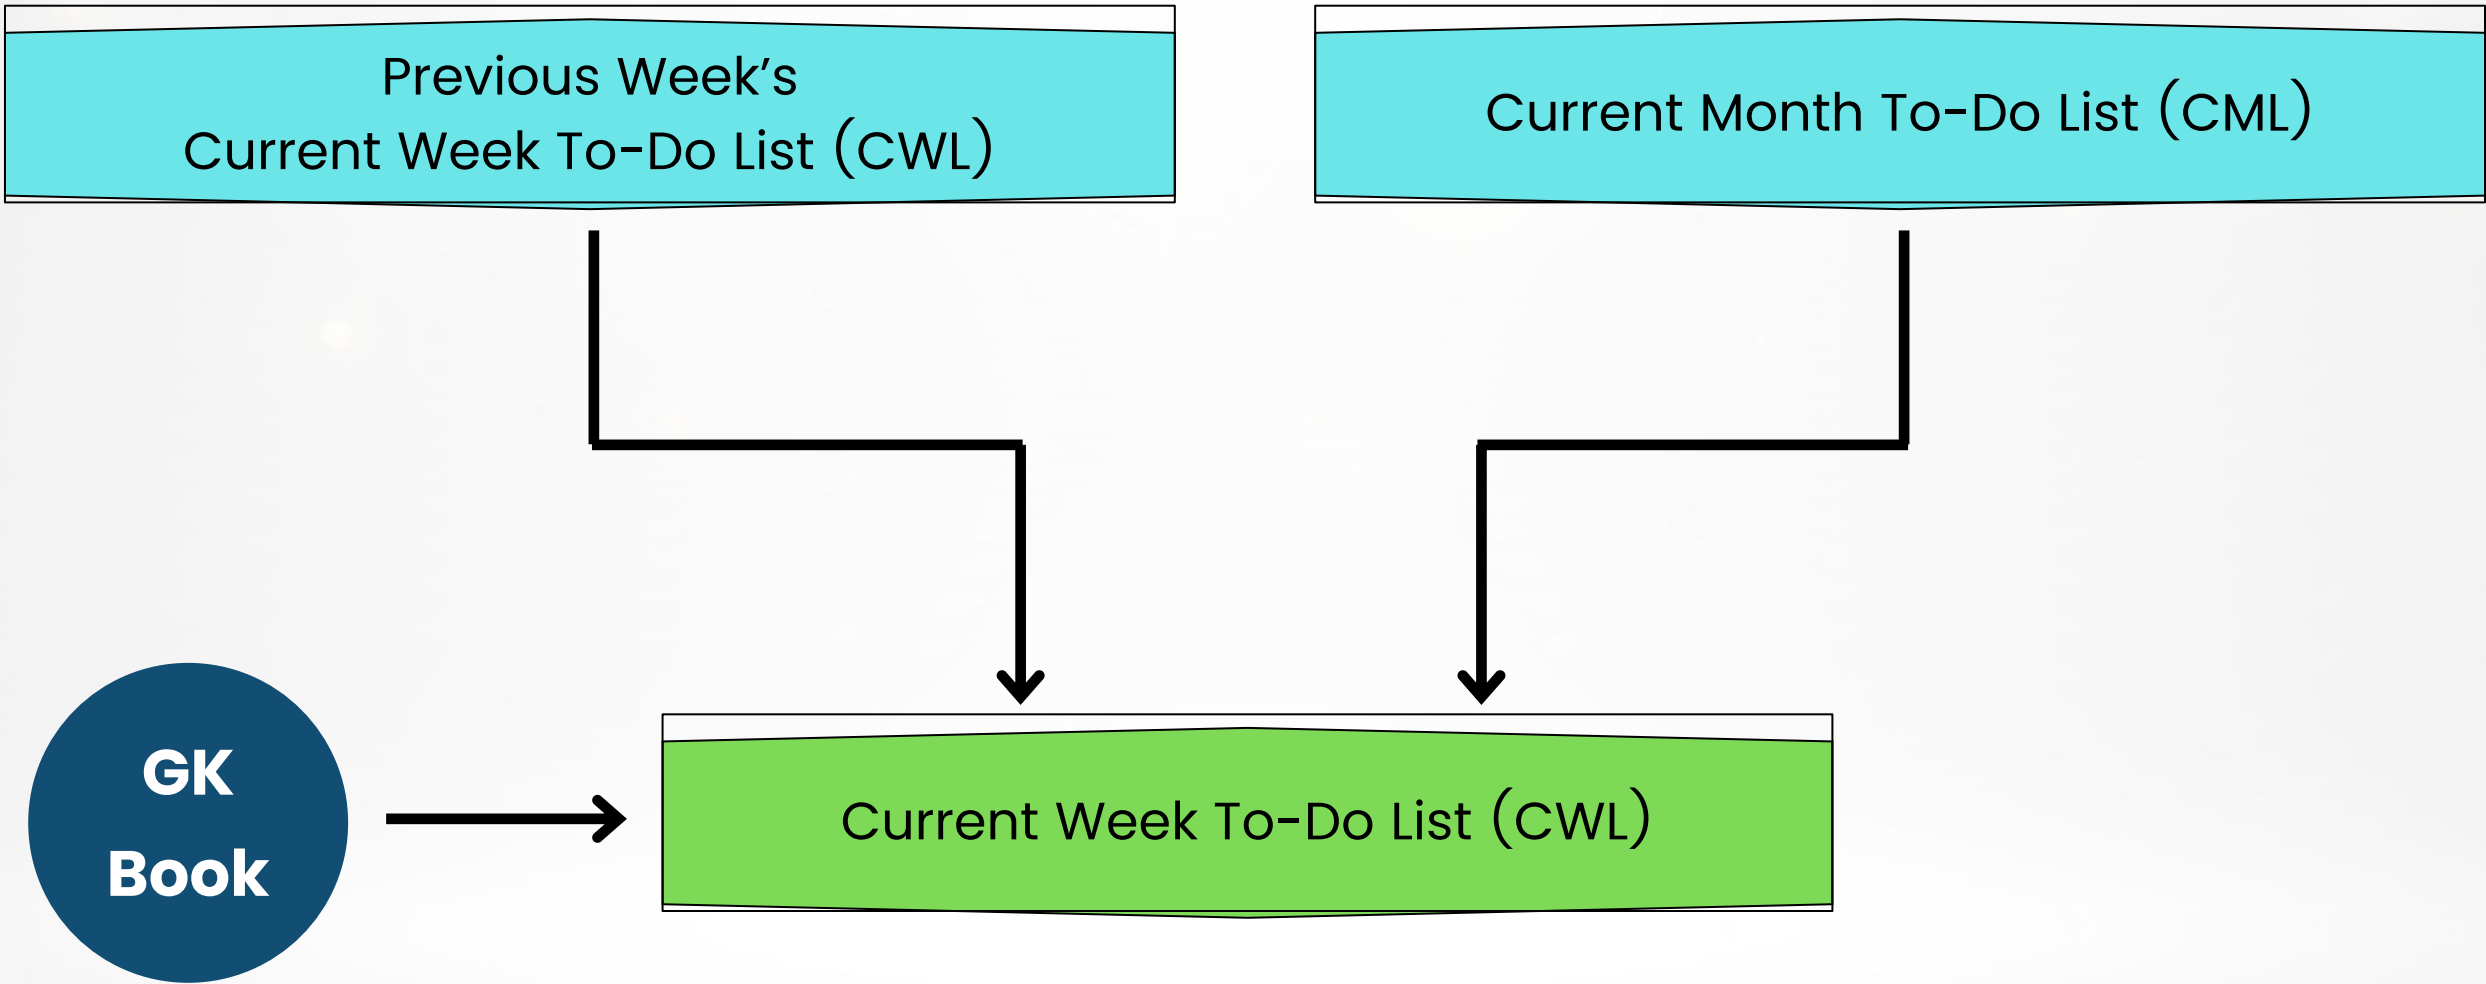 Previous Week’s
Current Week To-Do List (CWL)
Current Month To-Do List (CML)
GK
Book
Current Week To-Do List (CWL)